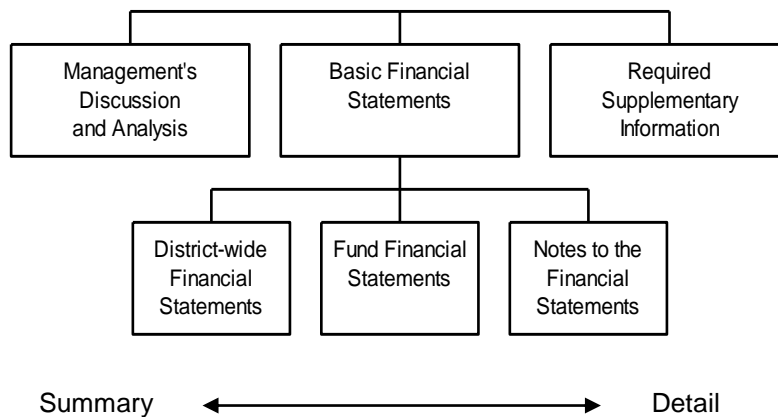 Management's
Discussion
and Analysis
Basic Financial
Statements
Required
Supplementary
Information
District-wide
Financial
Statements
Fund Financial
Statements
Notes to the
Financial
Statements
Summary
Detail